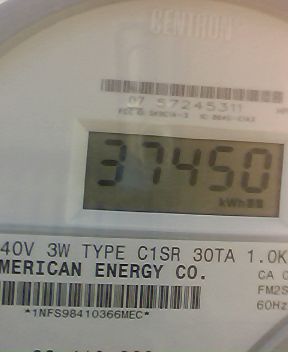 CENTRON
07 57245311
37450
kWh
40V 3W TYPE C1SR 30TA 1.0K
MERICAN ENERGY CO.
CA
FM2S
60Hz
*1NFS98410366MEC*